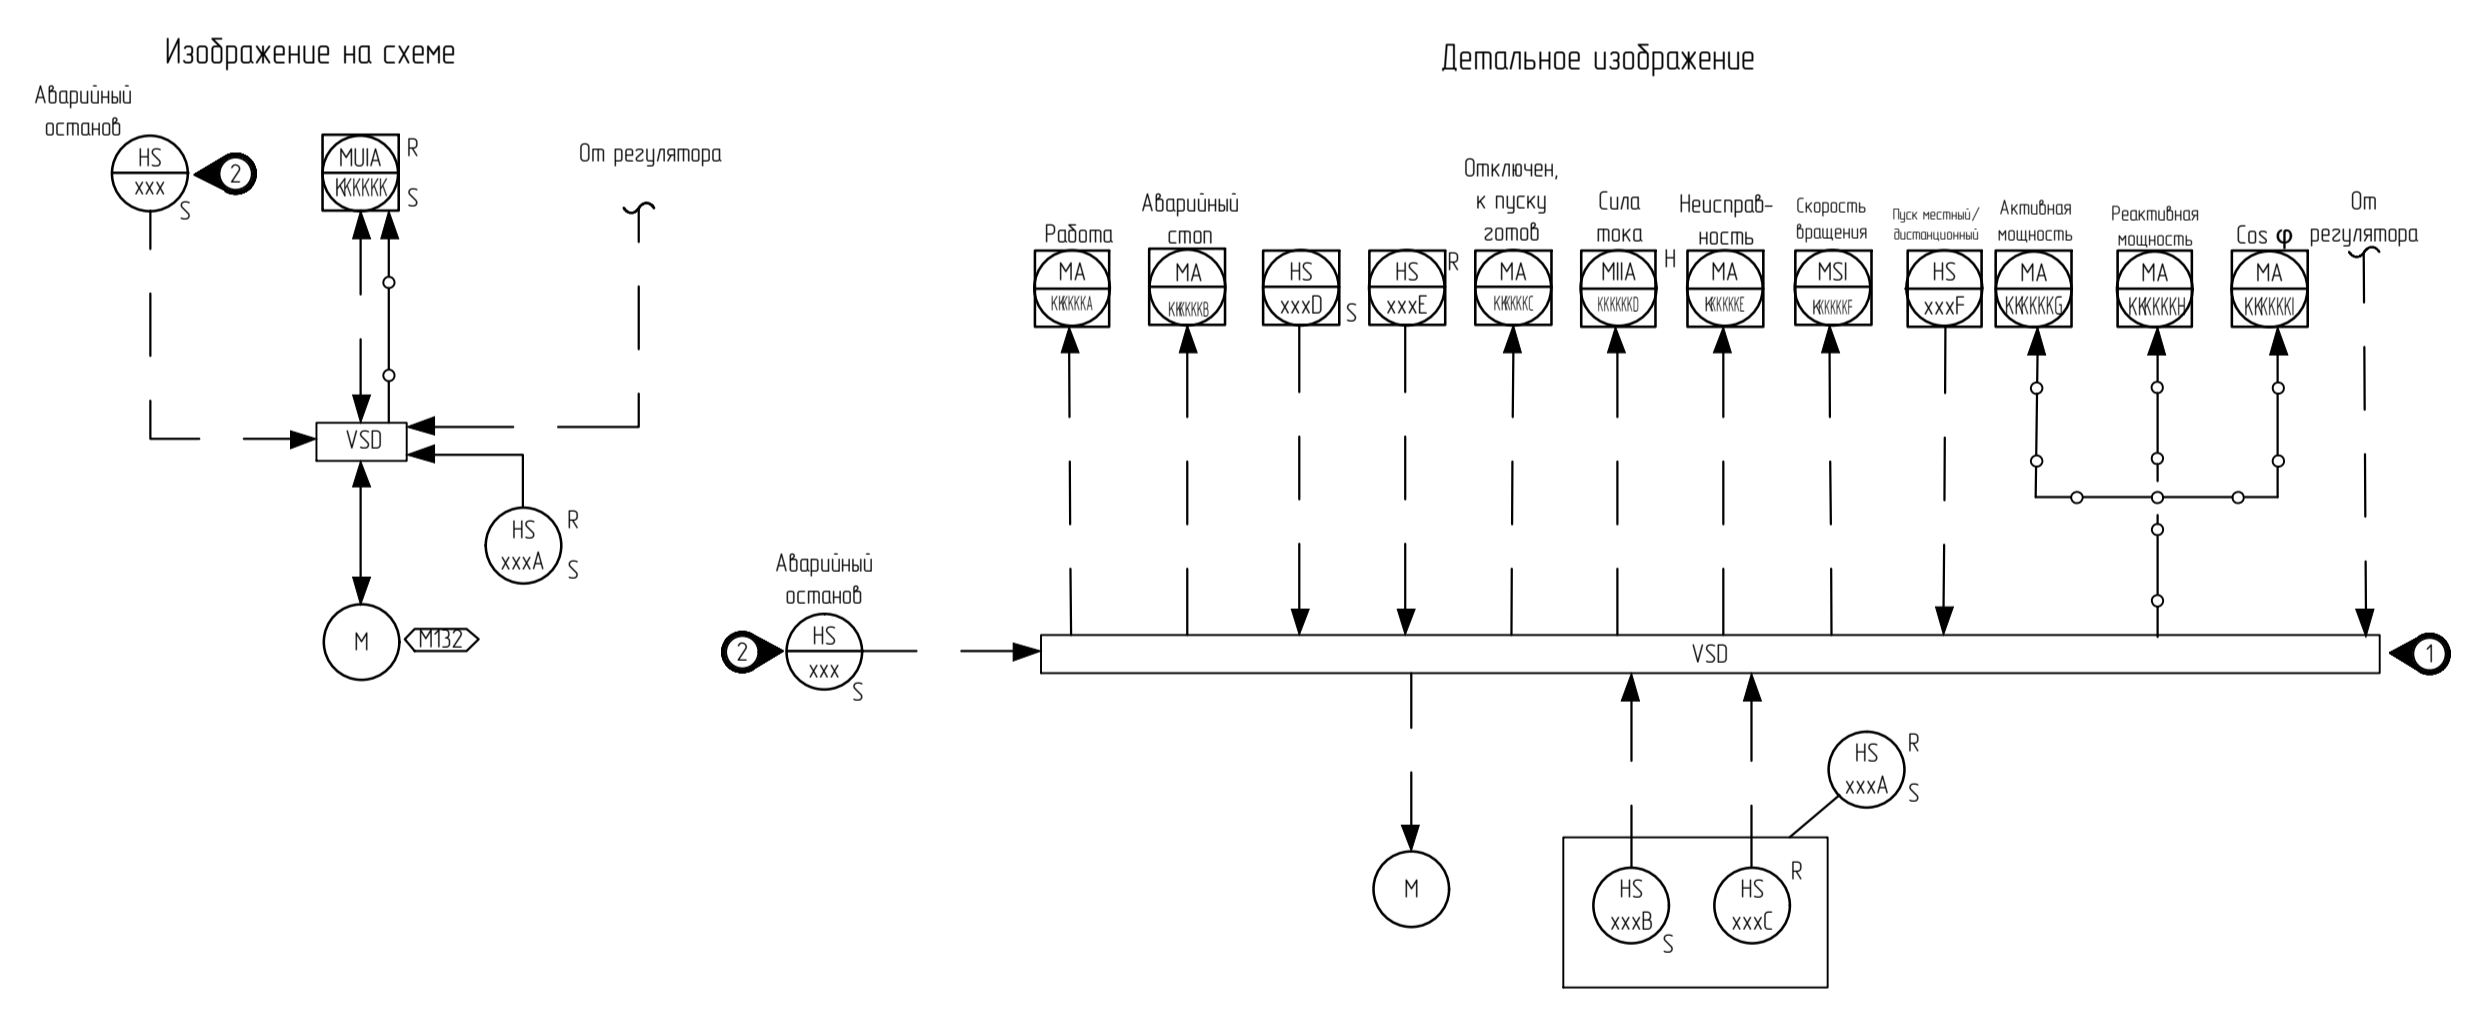 Изображение на схеме
Аварийный
останов
HS
xxx
S
2
MUIA
KKKKKK
R
S
От регулятора
VSD
HS
xxxA
R
S
M
M132
Детальное изображение
Работа
MA
KKKKKKA
Аварийный
стоп
MA
KKKKKKB
HS
xxxD
S
HS
xxxE
R
Отключен,
к пуску
готов
MA
KKKKKKC
Сила
тока
MIIA
KKKKKKD
H
Неисправ-
ность
MA
KKKKKKE
Скорость
вращения
MSI
KKKKKKF
Пуск местный/
дистанционный
HS
xxxF
Активная
мощность
MA
KKKKKKG
Реактивная
мощность
MA
KKKKKKH
Cos φ
MA
KKKKKKI
От
регулятора
Аварийный
останов
2
HS
xxx
S
VSD
1
M
HS
xxxA
R
S
HS
xxxB
S
HS
xxxC
R